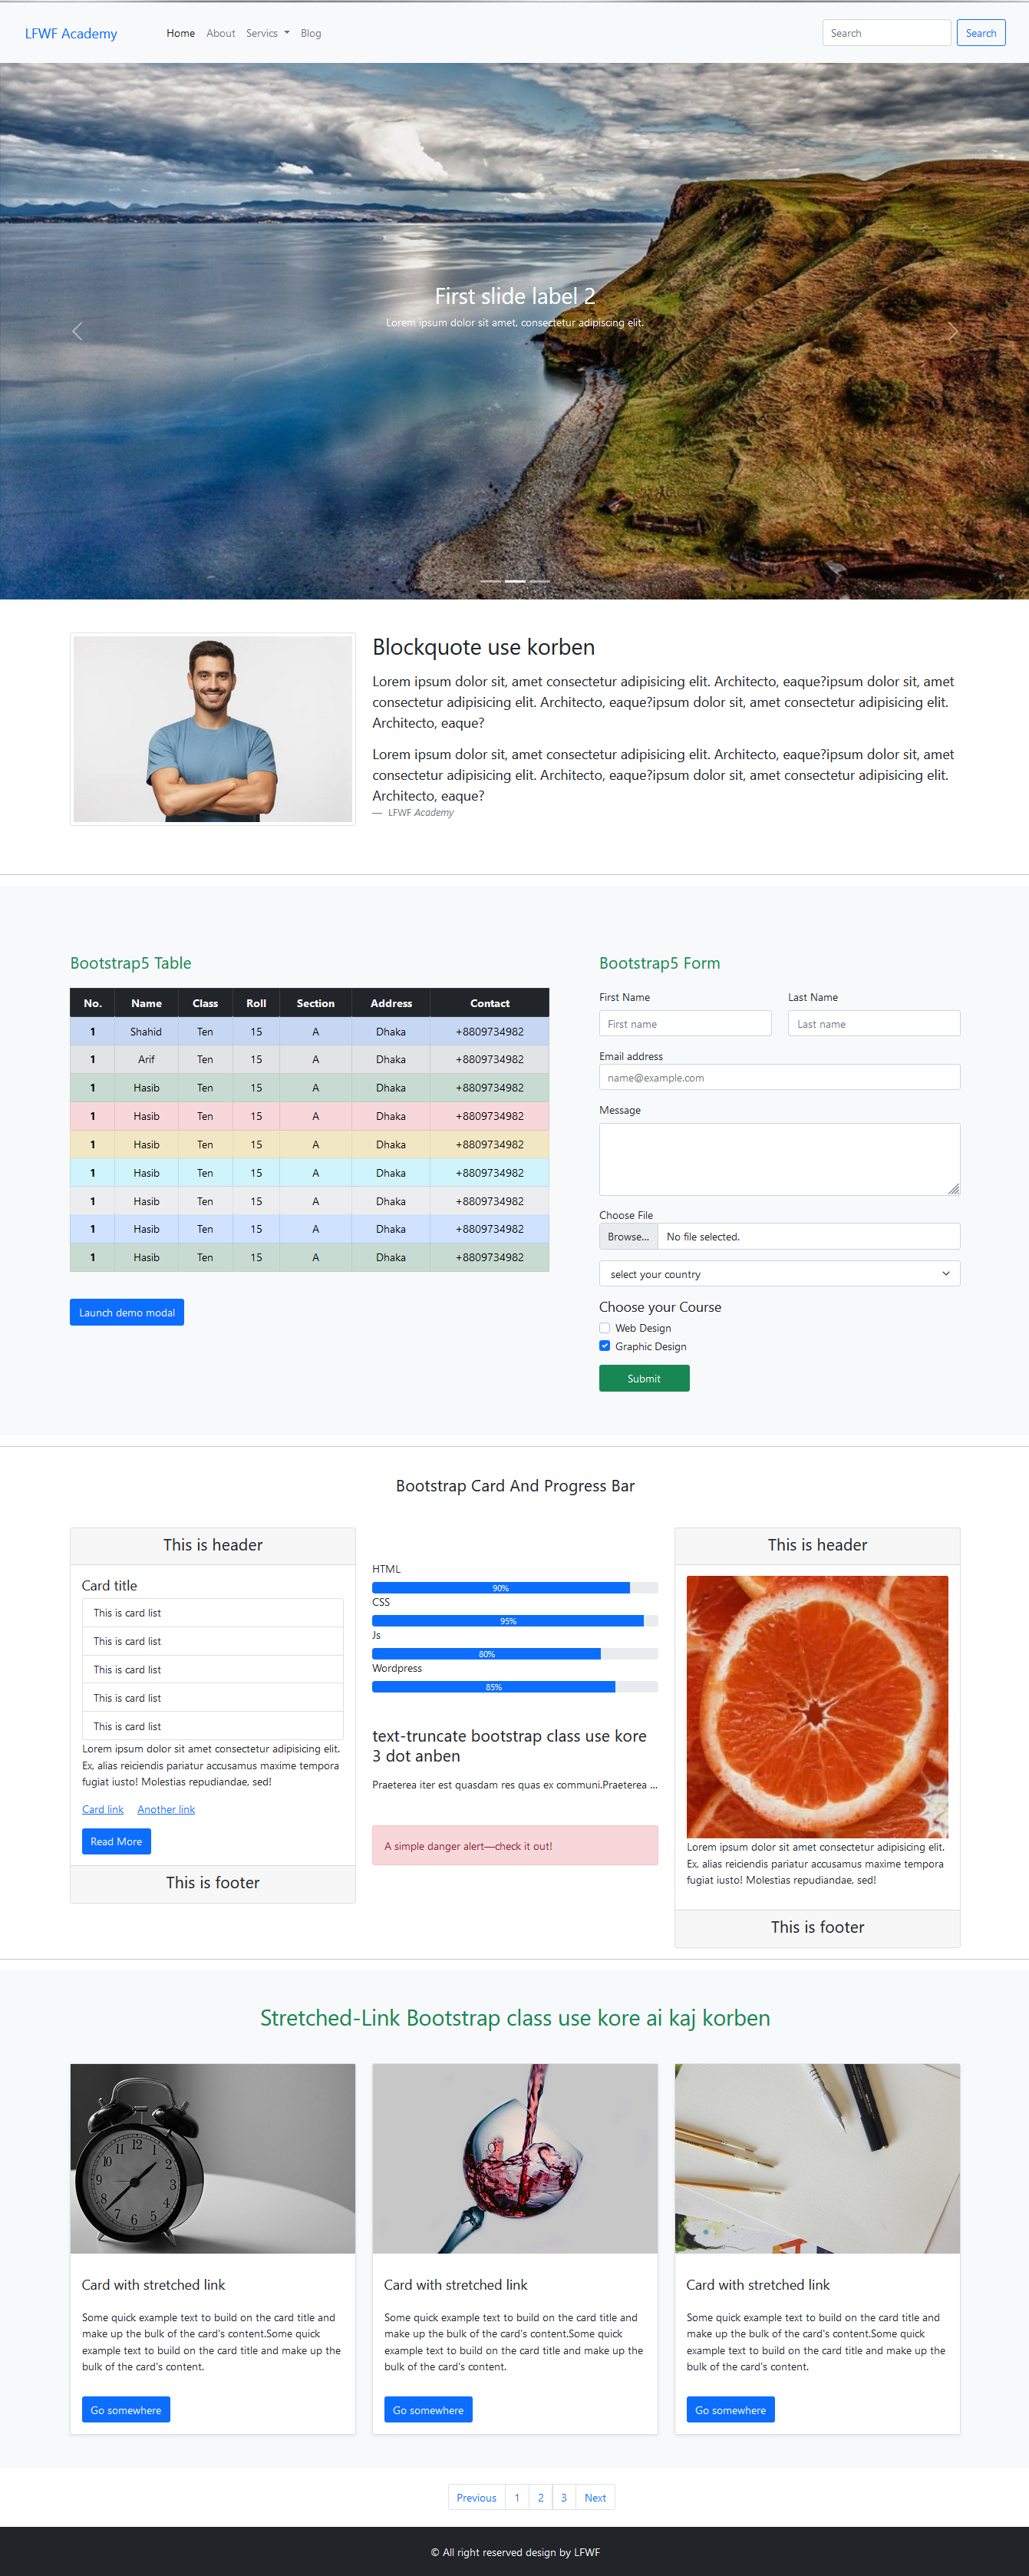 LFWF Academy Home About Servics Blog Search Search
First slide label 2
Lorem ipsum dolor sit amet, consectetur adipiscing elit.
Blockquote use korben
Lorem ipsum dolor sit, amet consectetur adipisicing elit. Architecto, eaque?ipsum dolor sit, amet
consectetur adipisicing elit. Architecto, eaque?ipsum dolor sit, amet consectetur adipisicing elit.
Architecto, eaque?
Lorem ipsum dolor sit, amet consectetur adipisicing elit. Architecto, eaque?ipsum dolor sit, amet
consectetur adipisicing elit. Architecto, eaque?ipsum dolor sit, amet consectetur adipisicing elit.
Architecto, eaque?
— LFWF Academy
Bootstrap5 Table
No. Name Class Roll Section Address Contact
1 Shahid Ten 15 A Dhaka +8809734982
1 Arif Ten 15 A Dhaka +8809734982
1 Hasib Ten 15 A Dhaka +8809734982
1 Hasib Ten 15 A Dhaka +8809734982
1 Hasib Ten 15 A Dhaka +8809734982
1 Hasib Ten 15 A Dhaka +8809734982
1 Hasib Ten 15 A Dhaka +8809734982
1 Hasib Ten 15 A Dhaka +8809734982
1 Hasib Ten 15 A Dhaka +8809734982
Launch demo modal
Bootstrap5 Form
First Name Last Name
First name Last name
Email address
name@example.com
Message
Choose File
Browse... No file selected.
select your country
Choose your Course
Web Design
Graphic Design
Submit
Bootstrap Card And Progress Bar
This is header
Card title
This is card list
This is card list
This is card list
This is card list
This is card list
Lorem ipsum dolor sit amet consectetur adipisicing elit.
Ex, alias reiciendis pariatur accusamus maxime tempora
fugiat iusto! Molestias repudiandae, sed!
Card link Another link
Read More
This is footer
HTML
90%
CSS
95%
Js
80%
Wordpress
85%
text-truncate bootstrap class use kore
3 dot anben
Praeterea iter est quasdam res quas ex communi.Praeterea ...
A simple danger alert—check it out!
This is header
Lorem ipsum dolor sit amet consectetur adipisicing elit.
Ex, alias reiciendis pariatur accusamus maxime tempora
fugiat iusto! Molestias repudiandae, sed!
This is footer
Stretched-Link Bootstrap class use kore ai kaj korben
12 1 2 3 4 5 6 7 8 9 10 11
Card with stretched link
Some quick example text to build on the card title and
make up the bulk of the card's content.Some quick
example text to build on the card title and make up the
bulk of the card's content.
Go somewhere
Card with stretched link
Some quick example text to build on the card title and
make up the bulk of the card's content.Some quick
example text to build on the card title and make up the
bulk of the card's content.
Go somewhere
Card with stretched link
Some quick example text to build on the card title and
make up the bulk of the card's content.Some quick
example text to build on the card title and make up the
bulk of the card's content.
Go somewhere
Previous 1 2 3 Next
© All right reserved design by LFWF